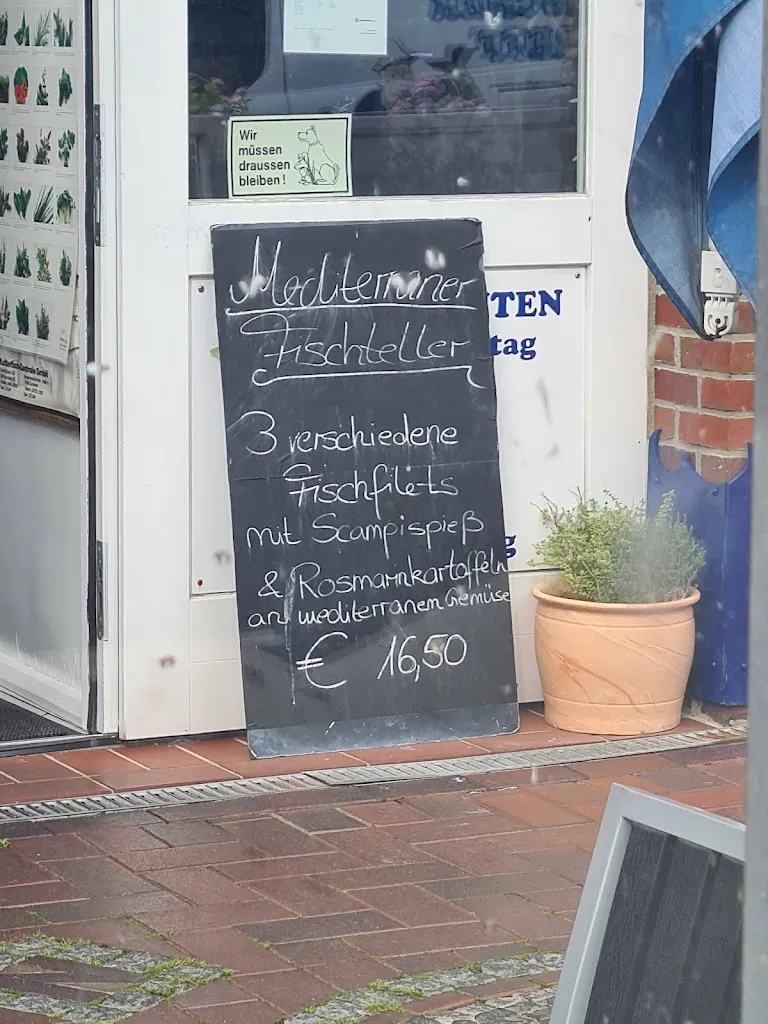 Wir
müssen
draussen
bleiben!
Mediterraner
Fischteller
3 verschiedene
Fischfilets
mit Scampispieß
& Rosmarinkartoffeln
an mediterranem Gemüse
€ 16,50
TEN
tag
g